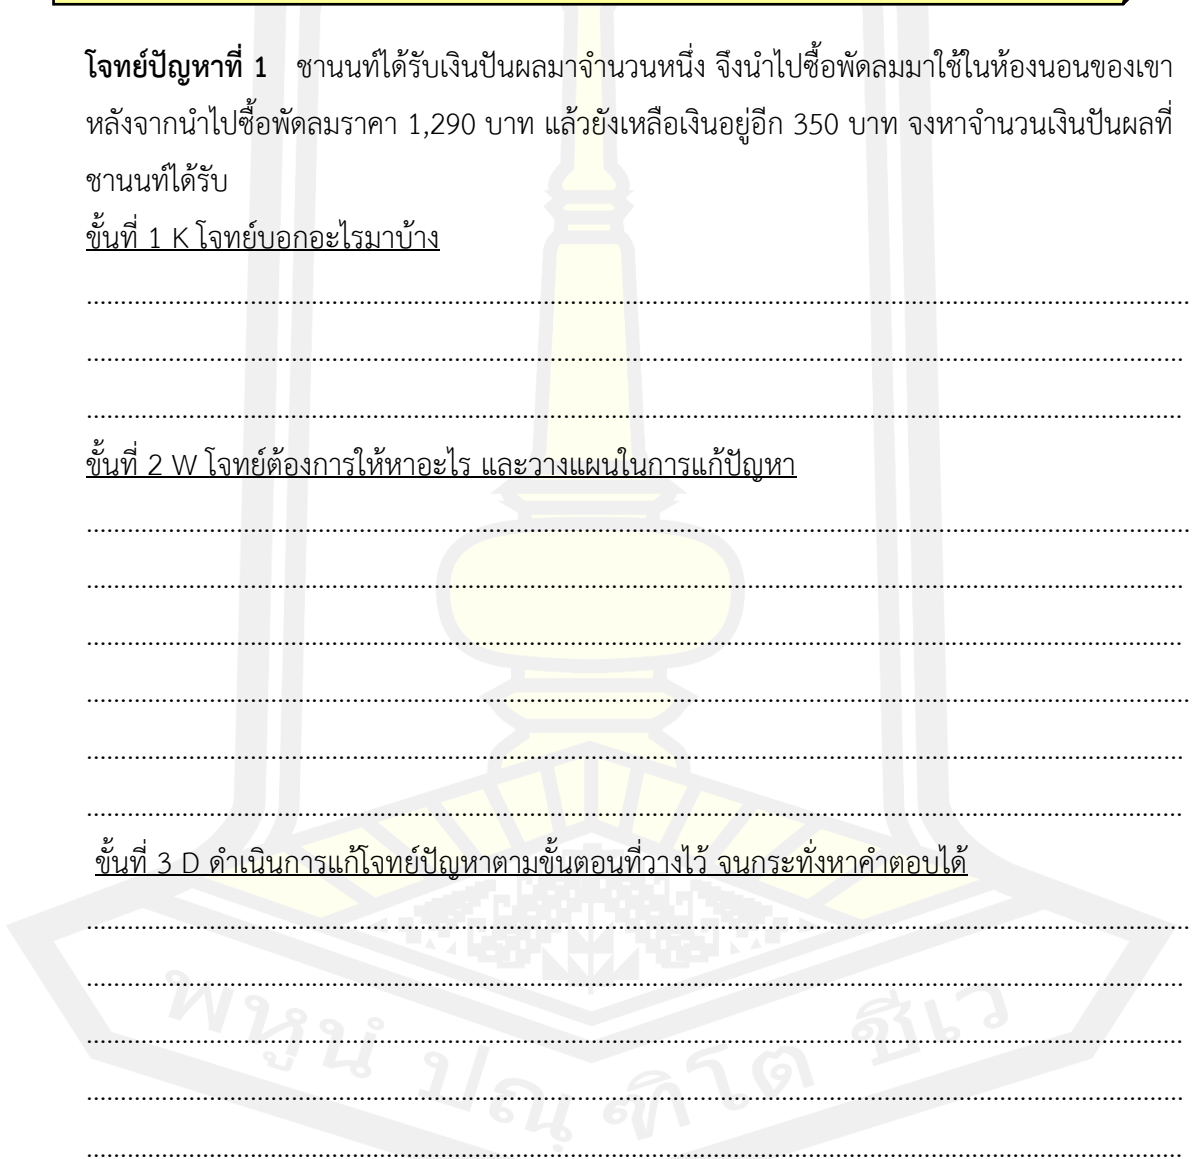 โจทย์ปัญหาที่ 1 ชานนท์ได้รับเงินปันผลมาจำนวนหนึ่ง จึงนำไปซื้อพัดลมมาใช้ในห้องนอนของเขา
หลังจากนำไปซื้อพัดลมราคา 1,290 บาท แล้วยังเหลือเงินอยู่อีก 350 บาท จงหาจำนวนเงินปันผลที่
ชานนท์ได้รับ
ขั้นที่ 1 K โจทย์บอกอะไรมาบ้าง
ขั้นที่ 2 W โจทย์ต้องการให้หาอะไร และวางแผนในการแก้ปัญหา
ขั้นที่ 3 D ดำเนินการแก้โจทย์ปัญหาตามขั้นตอนที่วางไว้ จนกระทั่งหาคำตอบได้
พหูนํ ปณฺฑิโต ชีเว